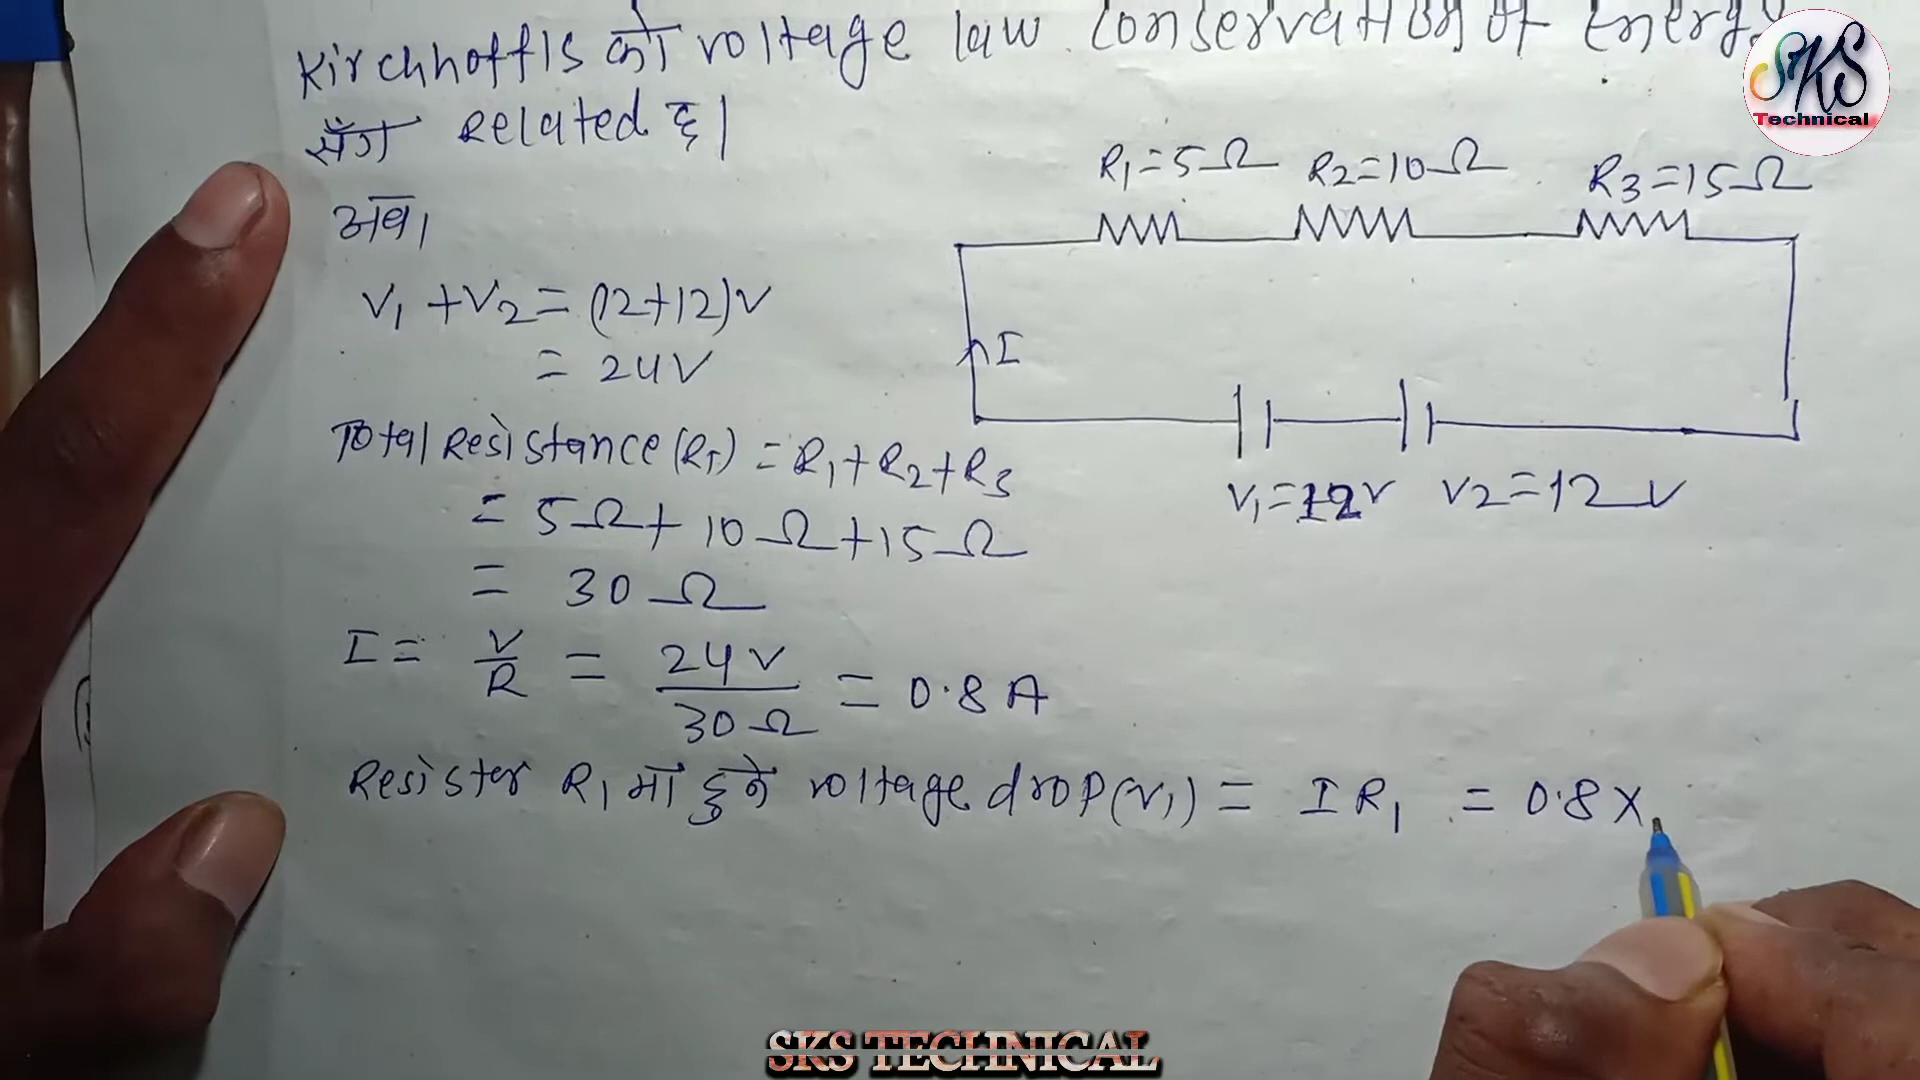 Kirchhoff's को voltage law conservation of Energy
सँग Related छ।
अब।
V1 + V2 = (12+12)V
= 24V
Total Resistance (RT) = R1 + R2 + R3
= 5Ω + 10Ω + 15Ω
= 30Ω
I = V/R = 24V/30Ω = 0.8 A
Resister R1 मा हुने voltage drop (V1) = I R1 = 0.8 X
R1=5Ω R2=10Ω R3=15Ω
I
V1=12V V2=12V
SKS
Technical
SKS TECHNICAL